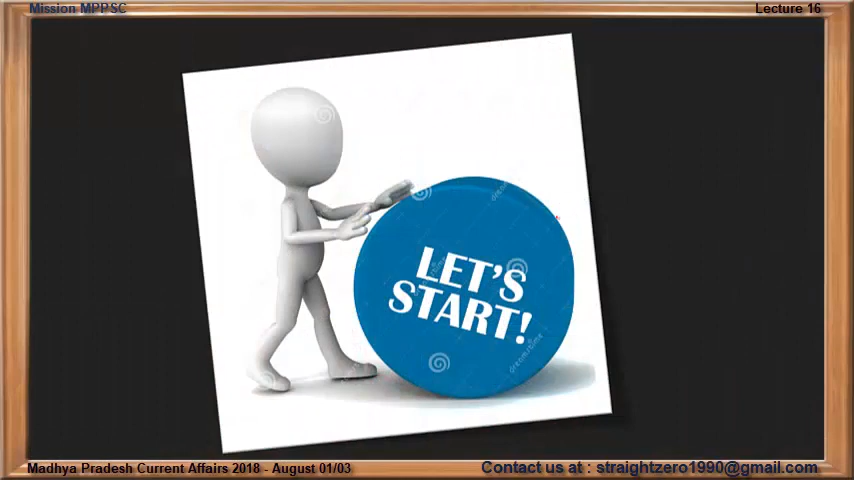 Mission MPPSC
Lecture 16
LET'S
START!
dreamstime
Madhya Pradesh Current Affairs 2018 - August 01/03
Contact us at : straightzero1990@gmail.com